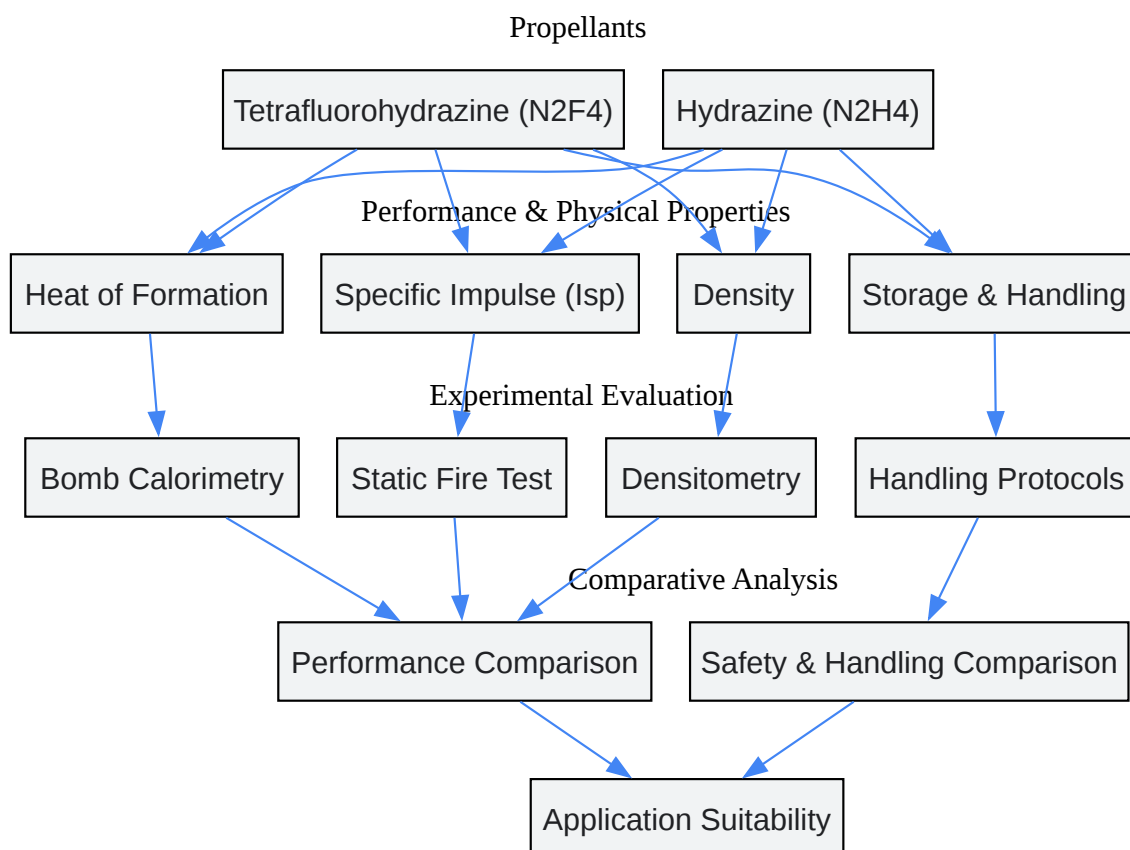 Propellants
Tetrafluorohydrazine (N2F4)
Hydrazine (N2H4)
Performance & Physical Properties
Heat of Formation
Specific Impulse (Isp)
Density
Storage & Handling
Experimental Evaluation
Bomb Calorimetry
Static Fire Test
Densitometry
Handling Protocols
Comparative Analysis
Performance Comparison
Safety & Handling Comparison
Application Suitability